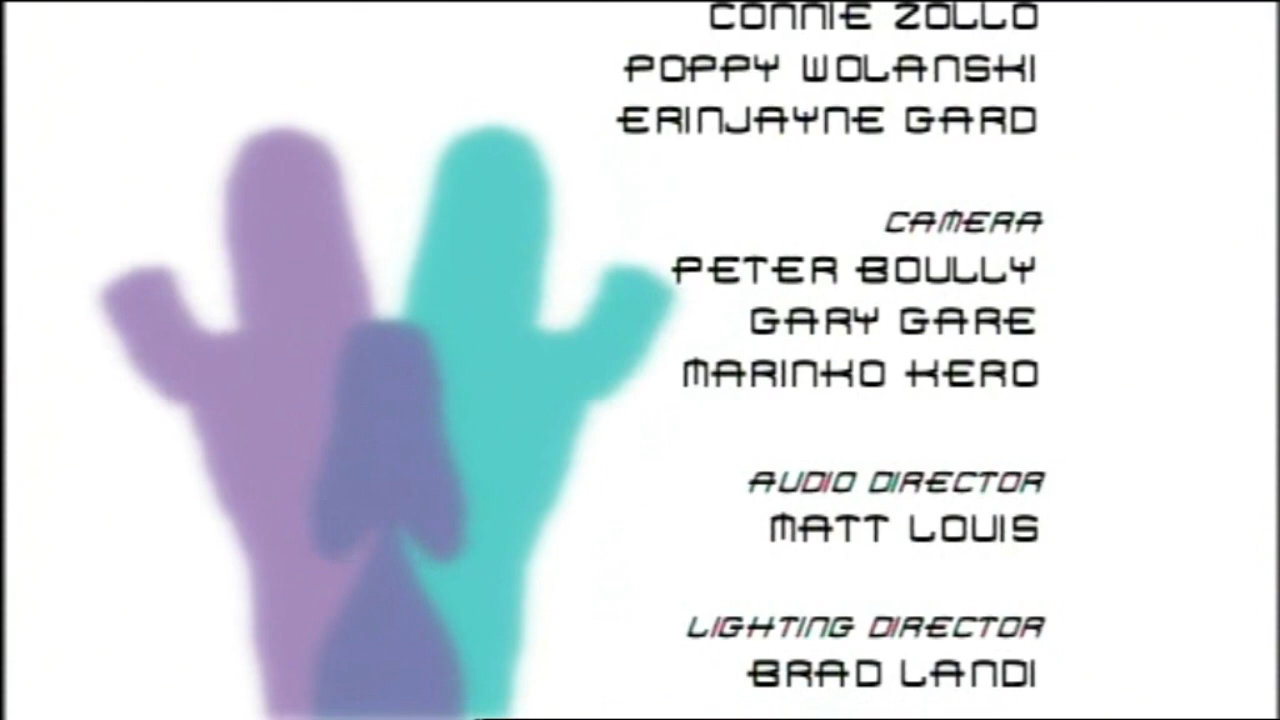 CONNIE ZOLLO
POPPY WOLANSKI
ERINJAYNE GARD
CAMERA
PETER BOULLY
GARY GARE
MARINKO KERO
AUDIO DIRECTOR
MATT LOUIS
LIGHTING DIRECTOR
BRAD LANDI